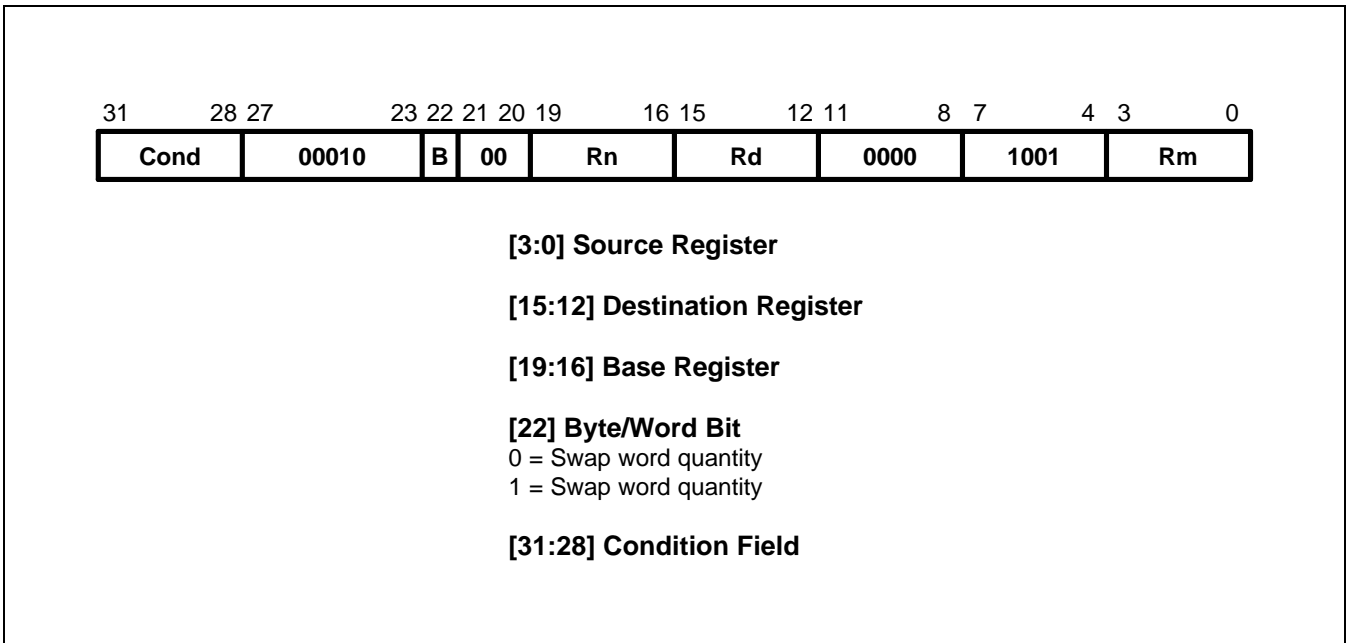 31 28 27 23 22 21 20 19 16 15 12 11 8 7 4 3 0
Cond 00010 B 00 Rn Rd 0000 1001 Rm
[3:0] Source Register
[15:12] Destination Register
[19:16] Base Register
[22] Byte/Word Bit
0 = Swap word quantity
1 = Swap word quantity
[31:28] Condition Field